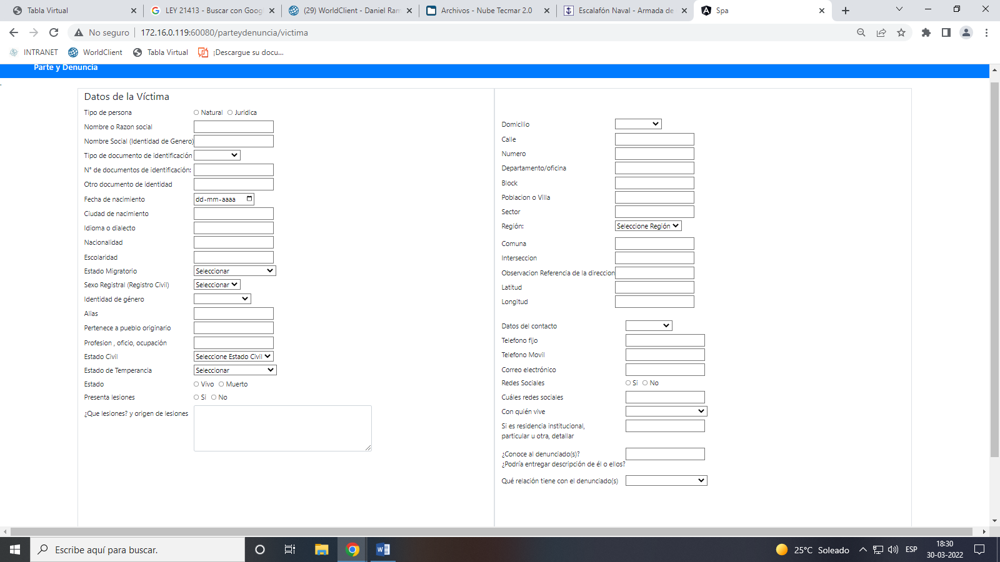 Tabla Virtual
LEY 21413 - Buscar con Goog
(29) WorldClient - Daniel Ram
Archivos - Nube Tecmar 2.0
Escalafón Naval - Armada de
Spa
No seguro
172.16.0.119:60080/parteydenuncia/victima
INTRANET
WorldClient
Tabla Virtual
¡Descargue su docu...
Parte y Denuncia
Datos de la Víctima
Tipo de persona
Natural
Juridica
Nombre o Razon social
Nombre Social (Identidad de Genero)
Tipo de documento de identificación
N° de documentos de identificación:
Otro documento de identidad
Fecha de nacimiento
dd-mm-aaaa
Ciudad de nacimiento
Idioma o dialecto
Nacionalidad
Escolaridad
Estado Migratorio
Seleccionar
Sexo Registral (Registro Civil)
Seleccionar
Identidad de género
Alias
Pertenece a pueblo originario
Profesion , oficio, ocupación
Estado Civil
Seleccione Estado Civil
Estado de Temperancia
Seleccionar
Estado
Vivo
Muerto
Presenta lesiones
Si
No
¿Que lesiones? y origen de lesiones
Domicilio
Calle
Numero
Departamento/oficina
Block
Poblacion o Villa
Sector
Región:
Seleccione Región
Comuna
Interseccion
Observacion Referencia de la direccion
Latitud
Longitud
Datos del contacto
Telefono fijo
Telefono Movil
Correo electrónico
Redes Sociales
Si
No
Cuáles redes sociales
Con quién vive
Si es residencia institucional,
particular u otra, detallar
¿Conoce al denunciado(s)?
¿Podría entregar descripción de él o ellos?
Qué relación tiene con el denunciado(s)
Escribe aquí para buscar.
25°C Soleado
ESP
18:30
30-03-2022